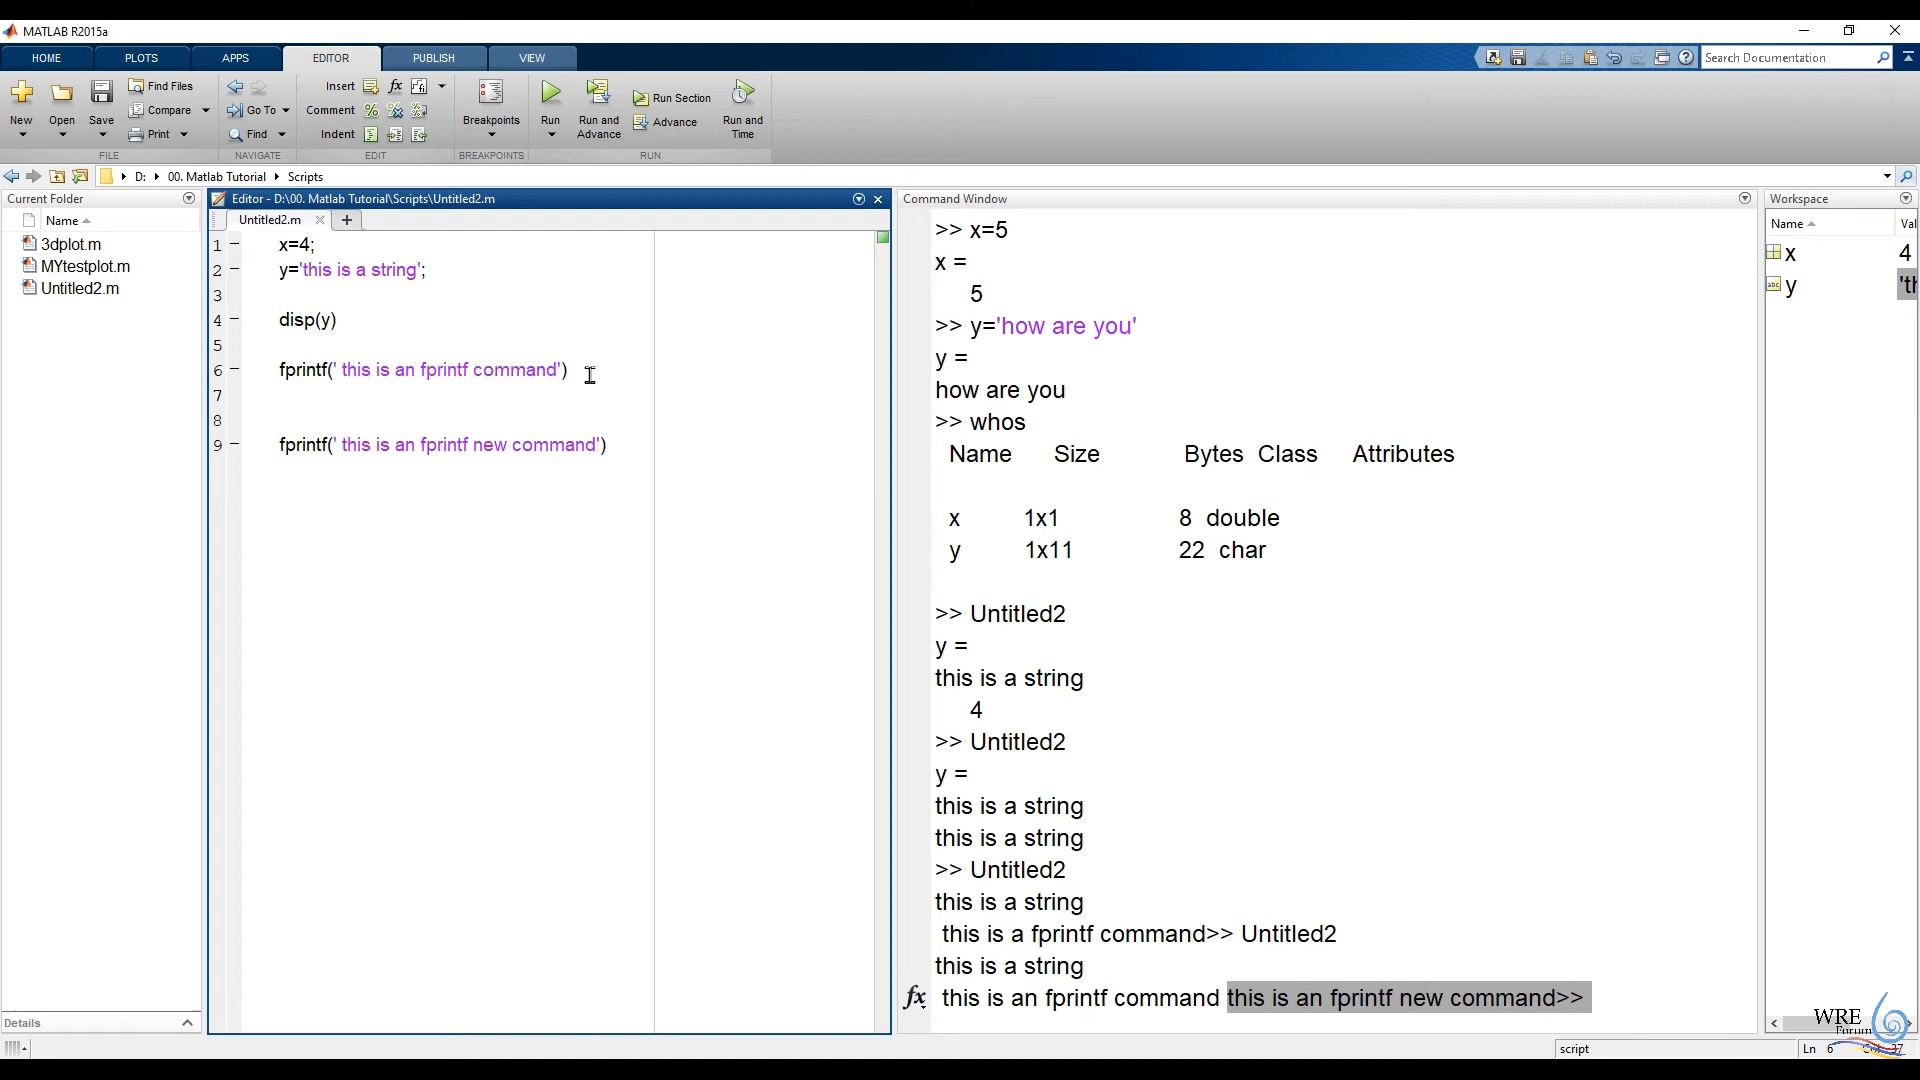 MATLAB R2015a
HOME PLOTS APPS EDITOR PUBLISH VIEW Search Documentation
New Open Save Find Files Compare Print
Go To Find
Insert fx
Comment
Indent
Breakpoints Run Run and Advance Run Section Advance Run and Time
FILE NAVIGATE EDIT BREAKPOINTS RUN
D: 00. Matlab Tutorial Scripts
Current Folder
Name
3dplot.m
MYtestplot.m
Untitled2.m
Details
Editor - D:\00. Matlab Tutorial\Scripts\Untitled2.m
Untitled2.m
1 x=4;
2 y='this is a string';
3
4 disp(y)
5
6 fprintf(' this is an fprintf command')
7
8
9 fprintf(' this is an fprintf new command')
Command Window
>> x=5
x =
5
>> y='how are you'
y =
how are you
>> whos
Name Size Bytes Class Attributes
x 1x1 8 double
y 1x11 22 char
>> Untitled2
y =
this is a string
4
>> Untitled2
y =
this is a string
this is a string
>> Untitled2
this is a string
this is a fprintf command>> Untitled2
this is a string
fx this is an fprintf command this is an fprintf new command>>
Workspace
Name Val
x 4
abc y 'th
WRE
Forum
script Ln 6 Col 37